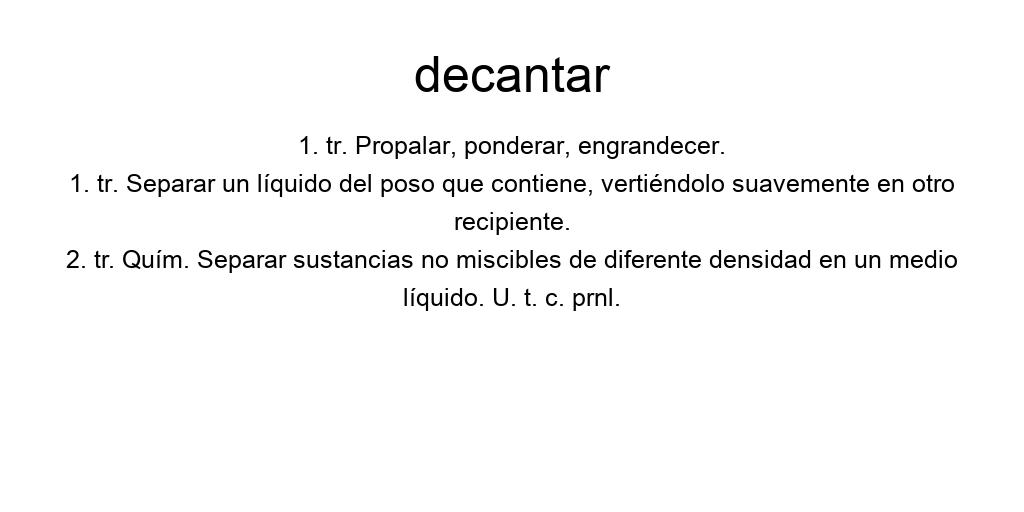 decantar
1. tr. Propalar, ponderar, engrandecer.
1. tr. Separar un líquido del poso que contiene, vertiéndolo suavemente en otro
recipiente.
2. tr. Quím. Separar sustancias no miscibles de diferente densidad en un medio
líquido. U. t. c. prnl.